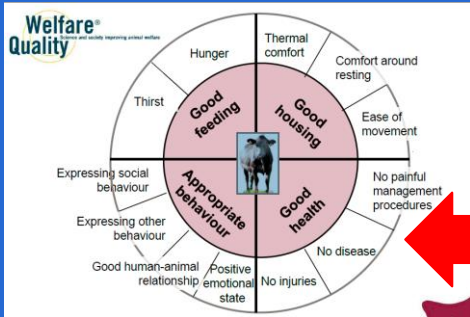 Welfare
Quality®
Science and society improving animal welfare
Hunger
Thermal
comfort
Thirst
Comfort around
resting
Good
feeding
Good
housing
Ease of
movement
Expressing social
behaviour
Appropriate
behaviour
Good
health
No painful
management
procedures
Expressing other
behaviour
No disease
Good human-animal
relationship
Positive
emotional
state
No injuries